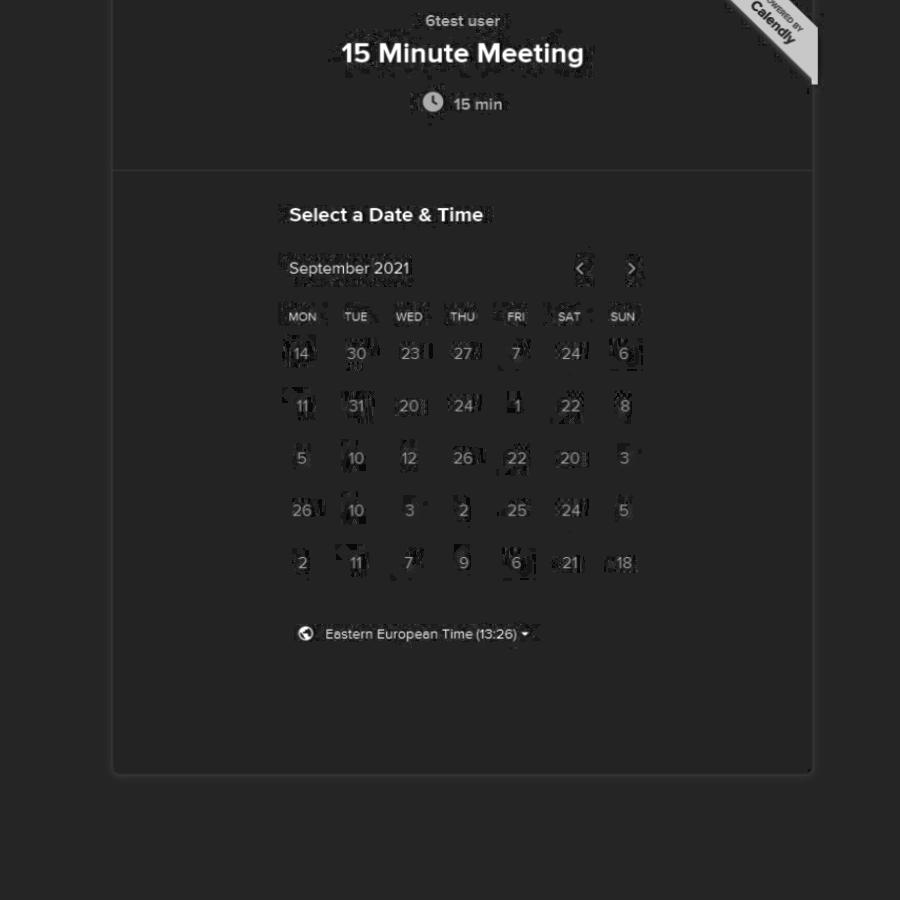 6test user
15 Minute Meeting
15 min
POWERED BY
Calendly
Select a Date & Time
September 2021
MON TUE WED THU FRI SAT SUN
14 30 23 27 7 24 6
11 31 20 24 1 22 8
5 10 12 26 22 20 3
26 10 3 2 25 24 5
2 11 7 9 6 21 18
Eastern European Time (13:26)